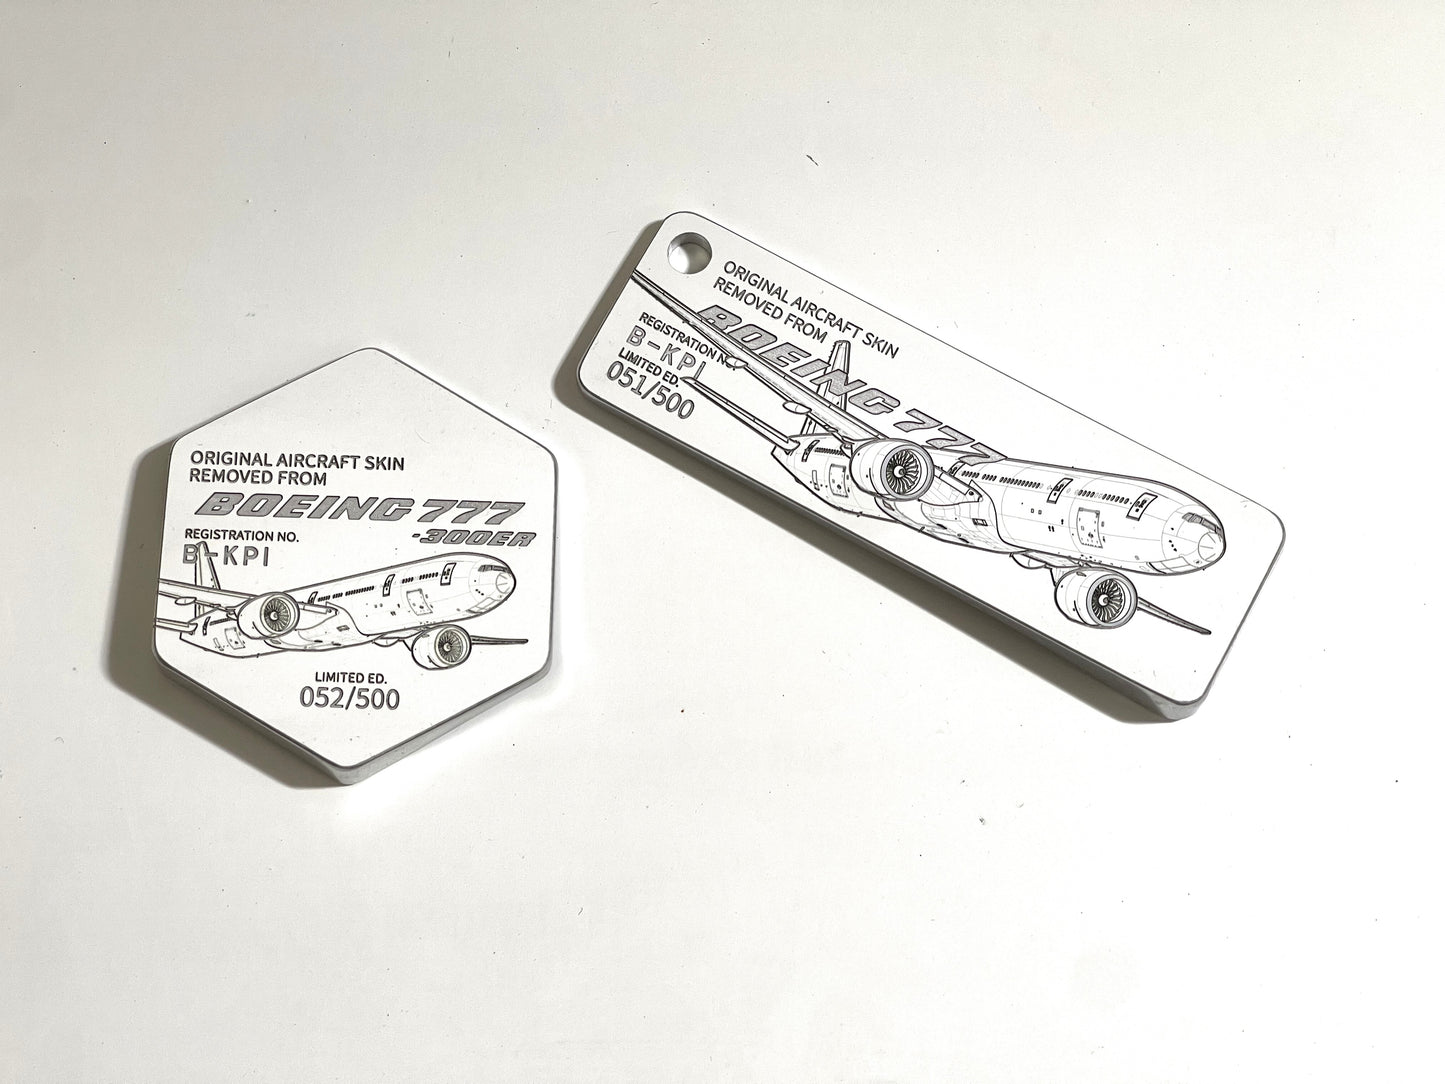 ORIGINAL AIRCRAFT SKIN
REMOVED FROM
BOEING 777
-300ER
REGISTRATION NO.
B-KPI
LIMITED ED.
052/500
ORIGINAL AIRCRAFT SKIN
REMOVED FROM
BOEING 777
REGISTRATION NO.
B-KPI
LIMITED ED.
051/500